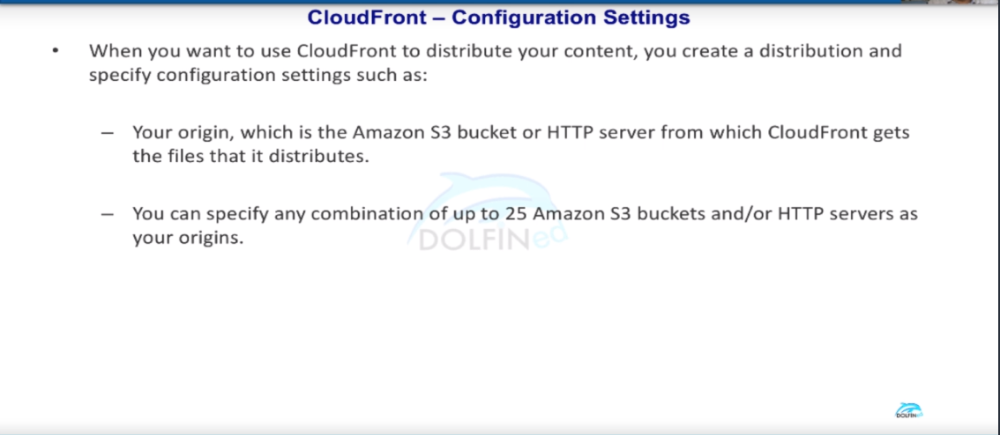 CloudFront – Configuration Settings
• When you want to use CloudFront to distribute your content, you create a distribution and
specify configuration settings such as:
– Your origin, which is the Amazon S3 bucket or HTTP server from which CloudFront gets
the files that it distributes.
– You can specify any combination of up to 25 Amazon S3 buckets and/or HTTP servers as
your origins.
DOLFINed
DOLFINed